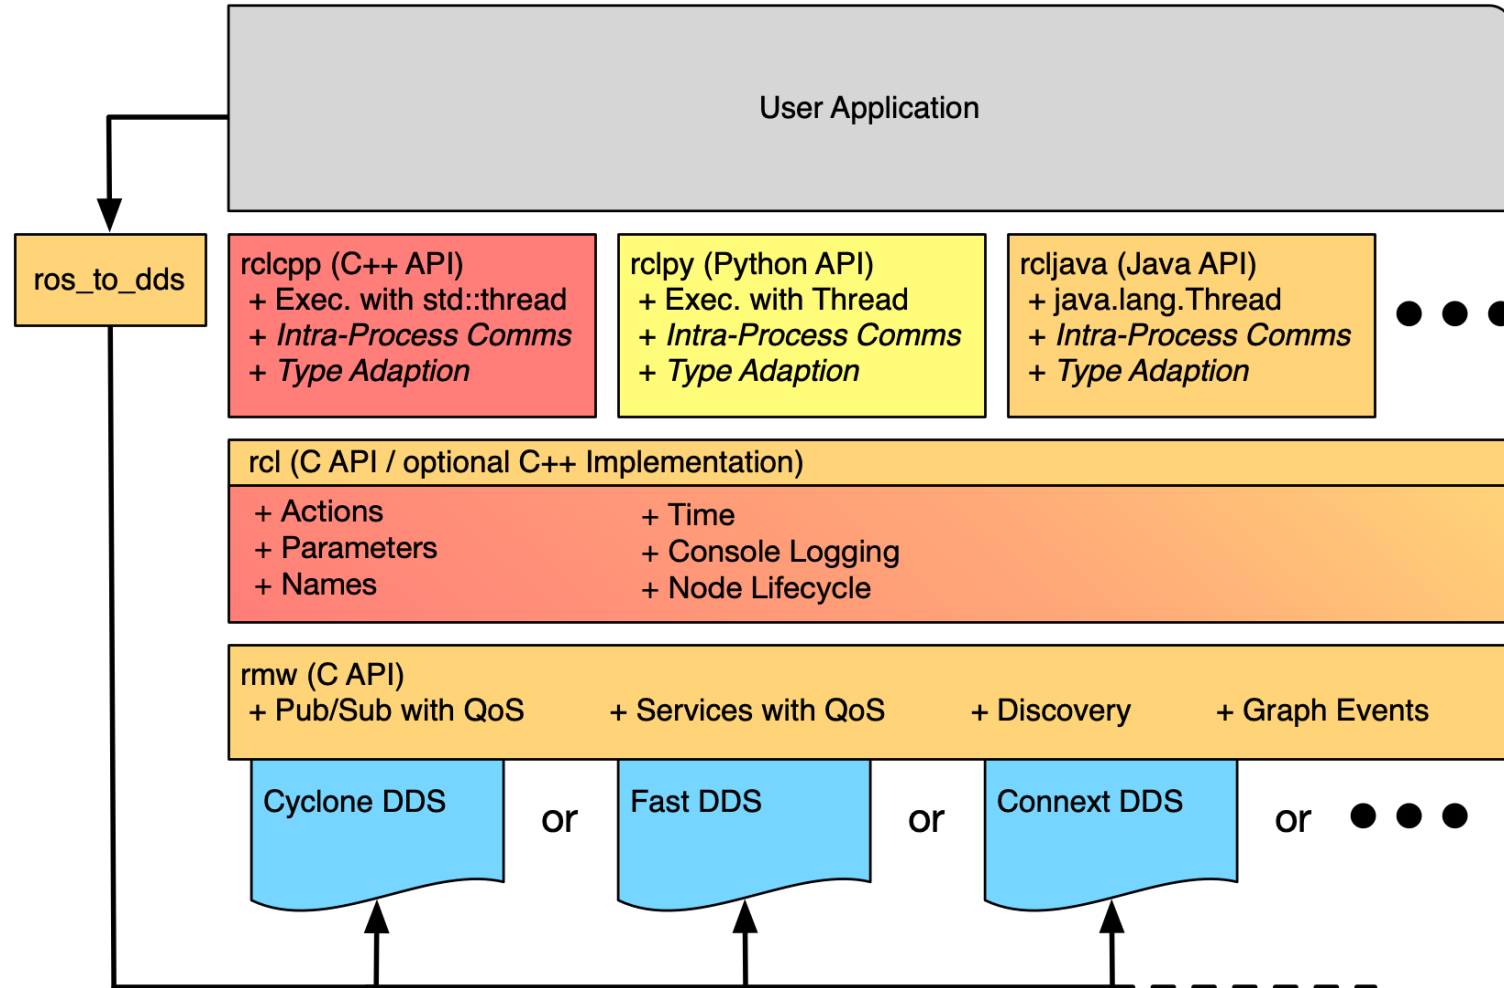 User Application
ros_to_dds
rclcpp (C++ API)
+ Exec. with std::thread
+ Intra-Process Comms
+ Type Adaption
rclpy (Python API)
+ Exec. with Thread
+ Intra-Process Comms
+ Type Adaption
rcljava (Java API)
+ java.lang.Thread
+ Intra-Process Comms
+ Type Adaption
rcl (C API / optional C++ Implementation)
+ Actions
+ Parameters
+ Names
+ Time
+ Console Logging
+ Node Lifecycle
rmw (C API)
+ Pub/Sub with QoS + Services with QoS + Discovery + Graph Events
Cyclone DDS or Fast DDS or Connext DDS or